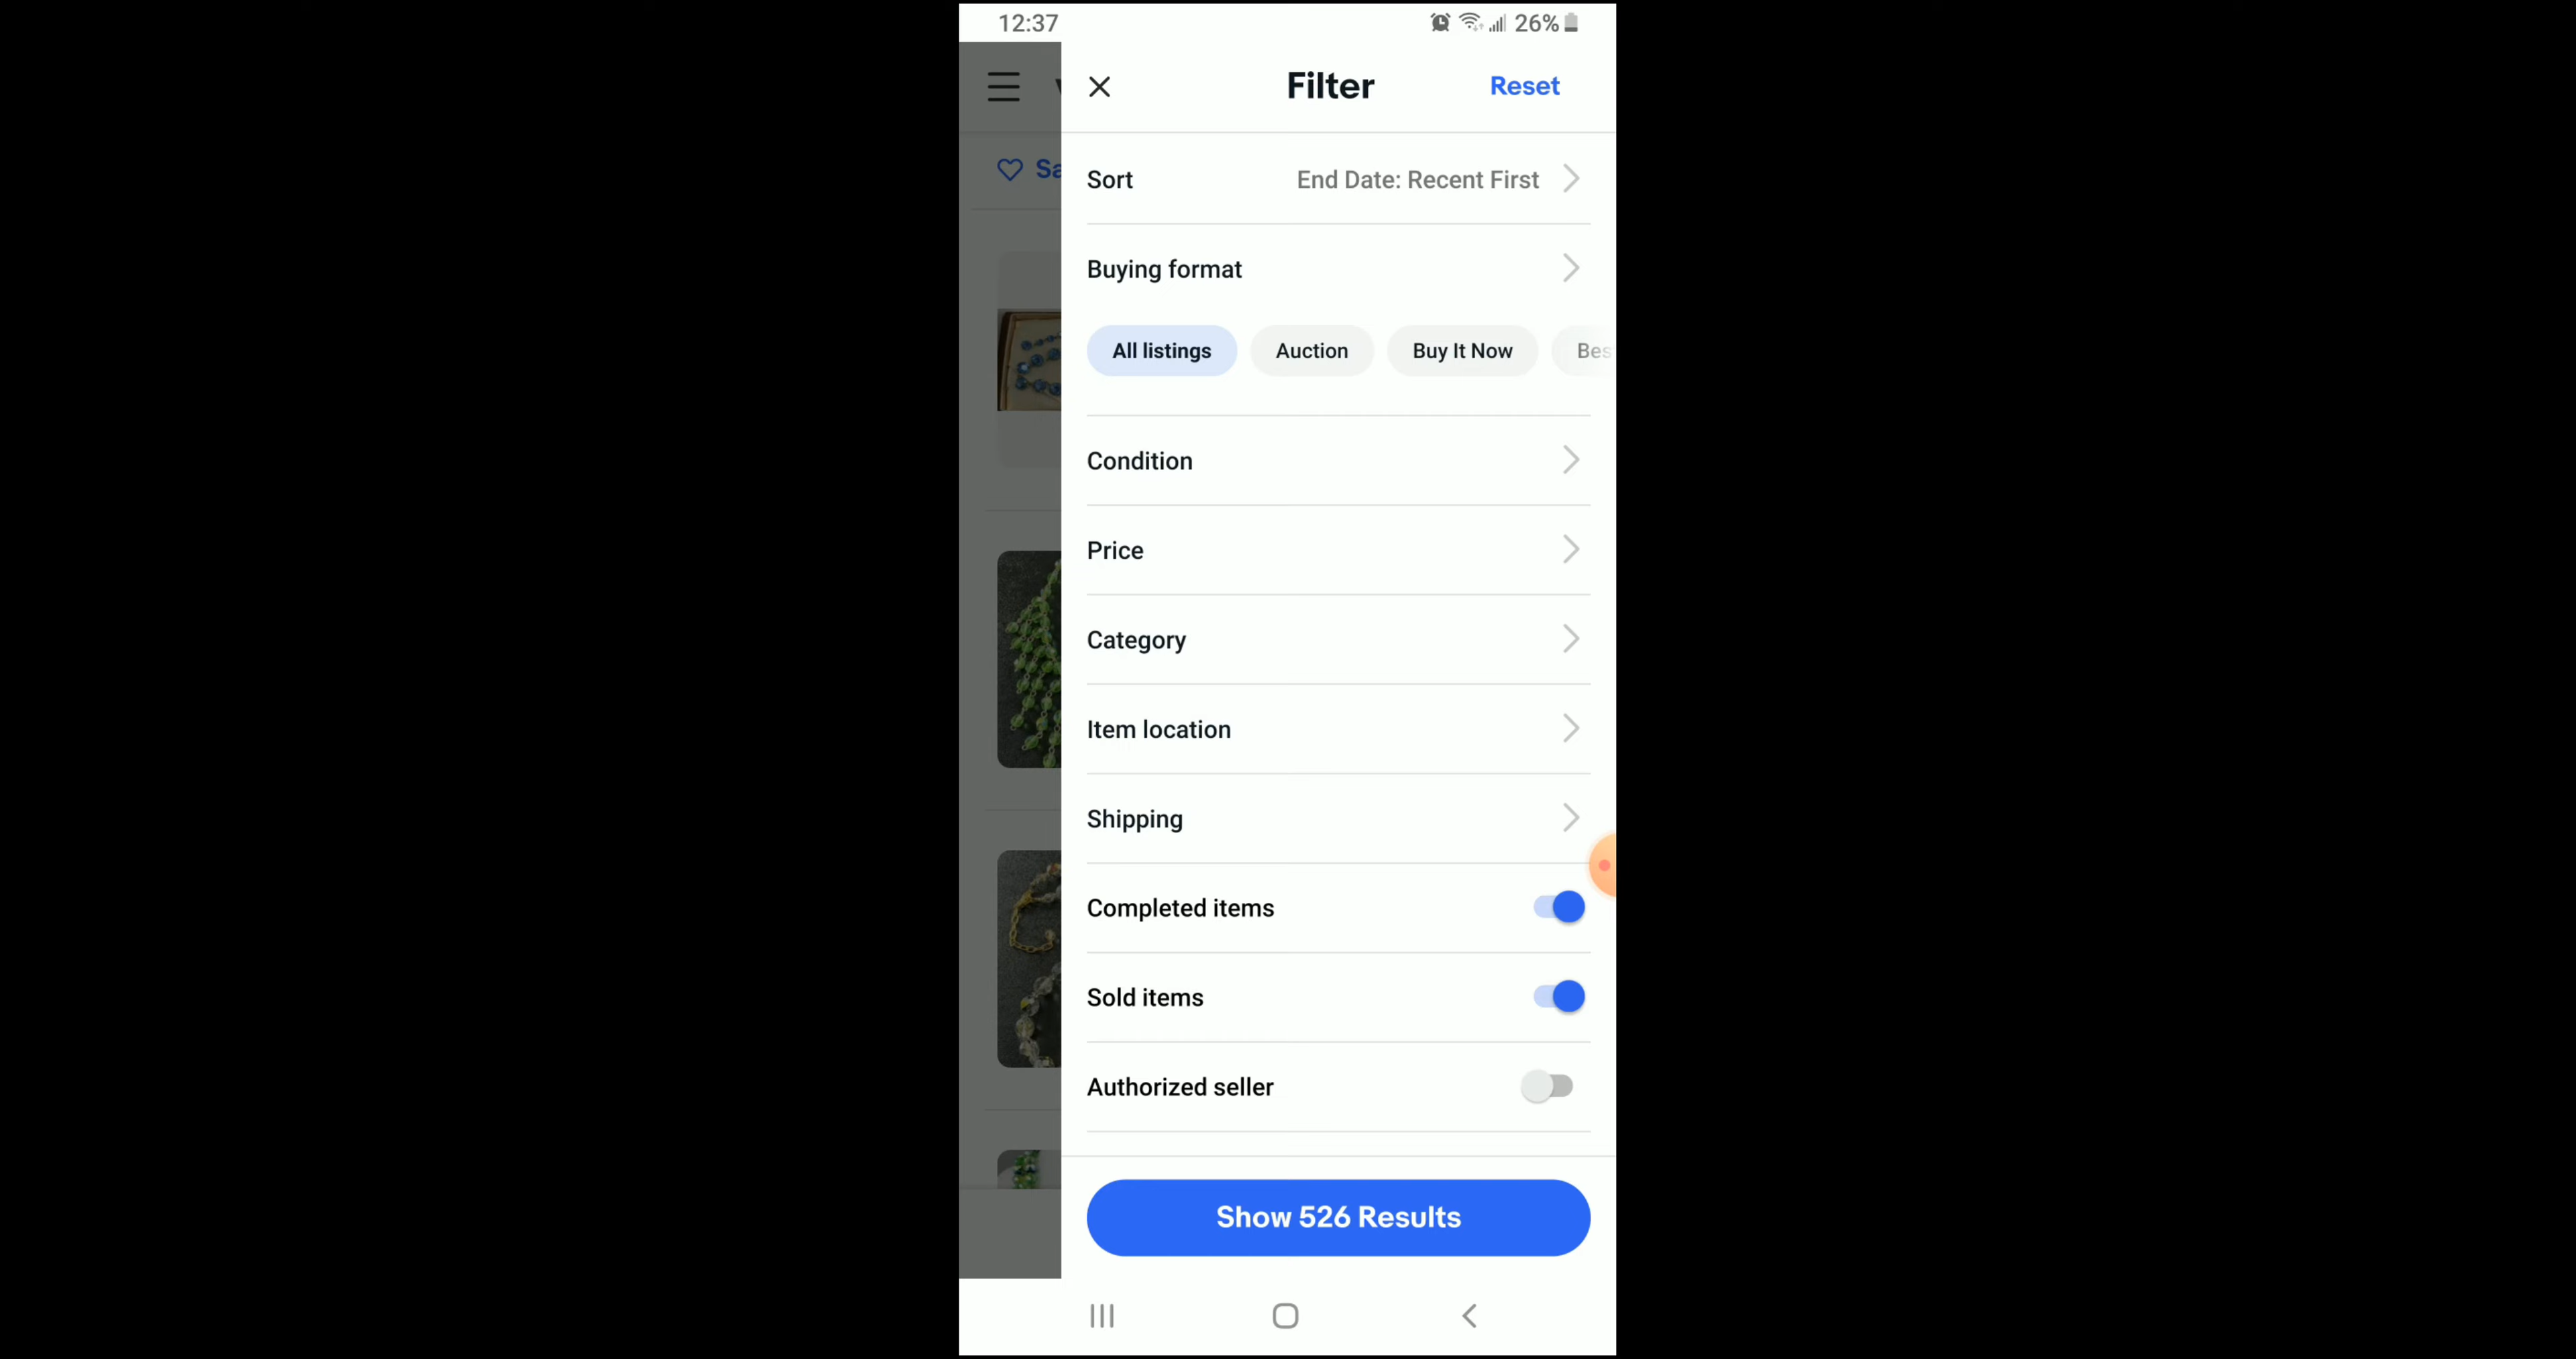 12:37
26%
Filter
Reset
Sort
End Date: Recent First
Buying format
All listings
Auction
Buy It Now
Condition
Price
Category
Item location
Shipping
Completed items
Sold items
Authorized seller
Show 526 Results